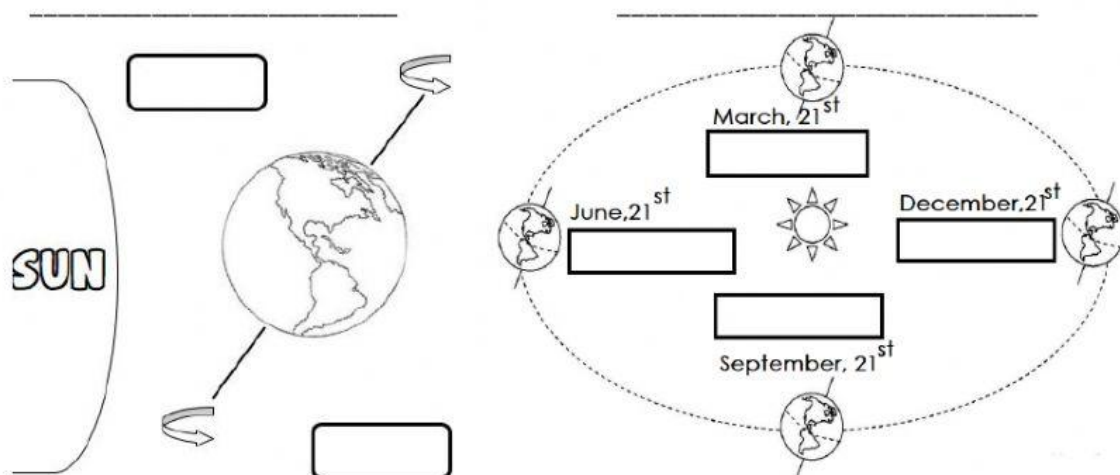 SUN
March, 21st
June,21st
December,21st
September, 21st